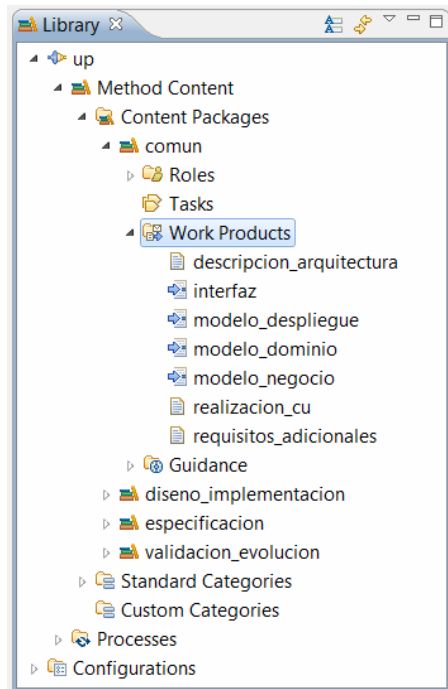 Library
up
Method Content
Content Packages
comun
Roles
Tasks
Work Products
descripcion_arquitectura
interfaz
modelo_despliegue
modelo_dominio
modelo_negocio
realizacion_cu
requisitos_adicionales
Guidance
diseno_implementacion
especificacion
validacion_evolucion
Standard Categories
Custom Categories
Processes
Configurations